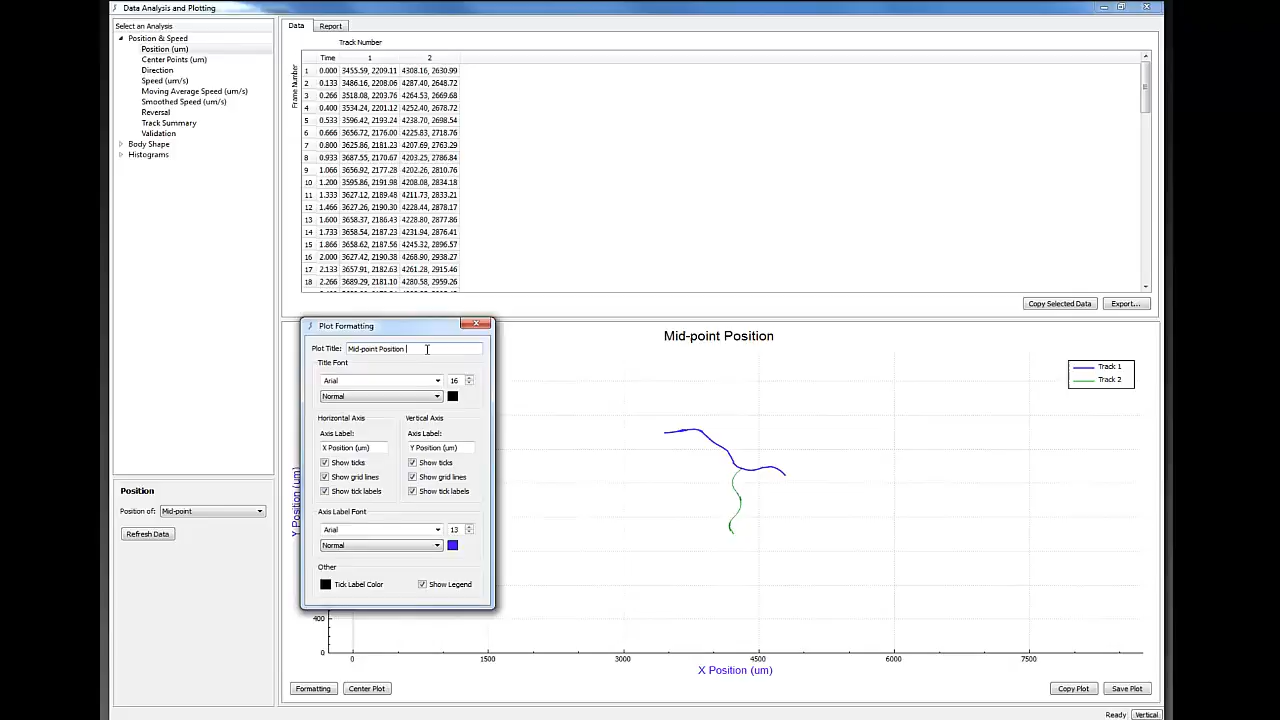 Data Analysis and Plotting
Select an Analysis
Position & Speed
Position (um)
Center Points (um)
Direction
Speed (um/s)
Moving Average Speed (um/s)
Smoothed Speed (um/s)
Reversal
Track Summary
Validation
Body Shape
Histograms
Position
Position of: Mid-point
Refresh Data
Data Report
Track Number
Frame Number
Time 1 2
1 0.000 3455.59, 2209.11 4308.16, 2630.99
2 0.133 3486.16, 2208.06 4287.40, 2648.72
3 0.266 3518.08, 2203.76 4264.53, 2669.68
4 0.400 3534.24, 2201.12 4252.40, 2678.72
5 0.533 3596.42, 2193.24 4238.70, 2698.54
6 0.666 3656.72, 2176.00 4225.83, 2718.76
7 0.800 3625.86, 2181.23 4207.69, 2763.29
8 0.933 3687.55, 2170.67 4203.25, 2786.84
9 1.066 3656.92, 2177.28 4202.26, 2810.76
10 1.200 3595.86, 2191.98 4208.08, 2834.18
11 1.333 3627.12, 2189.48 4211.73, 2833.21
12 1.466 3627.26, 2190.30 4228.44, 2878.17
13 1.600 3658.37, 2186.43 4228.80, 2877.86
14 1.733 3658.54, 2187.23 4231.94, 2876.41
15 1.866 3658.62, 2187.56 4245.32, 2896.57
16 2.000 3627.42, 2190.38 4268.90, 2938.27
17 2.133 3657.91, 2182.63 4261.28, 2915.46
18 2.266 3689.29, 2181.10 4280.58, 2959.26
Copy Selected Data Export...
Plot Formatting
Plot Title: Mid-point Position
Title Font
Arial 16
Normal
Horizontal Axis Vertical Axis
Axis Label: Axis Label:
X Position (um) Y Position (um)
Show ticks Show ticks
Show grid lines Show grid lines
Show tick labels Show tick labels
Axis Label Font
Arial 13
Normal
Other
Tick Label Color Show Legend
Mid-point Position
Track 1
Track 2
Y Position (um)
400
0
0 1500 3000 4500 6000 7500
X Position (um)
Formatting Center Plot Copy Plot Save Plot
Ready Vertical